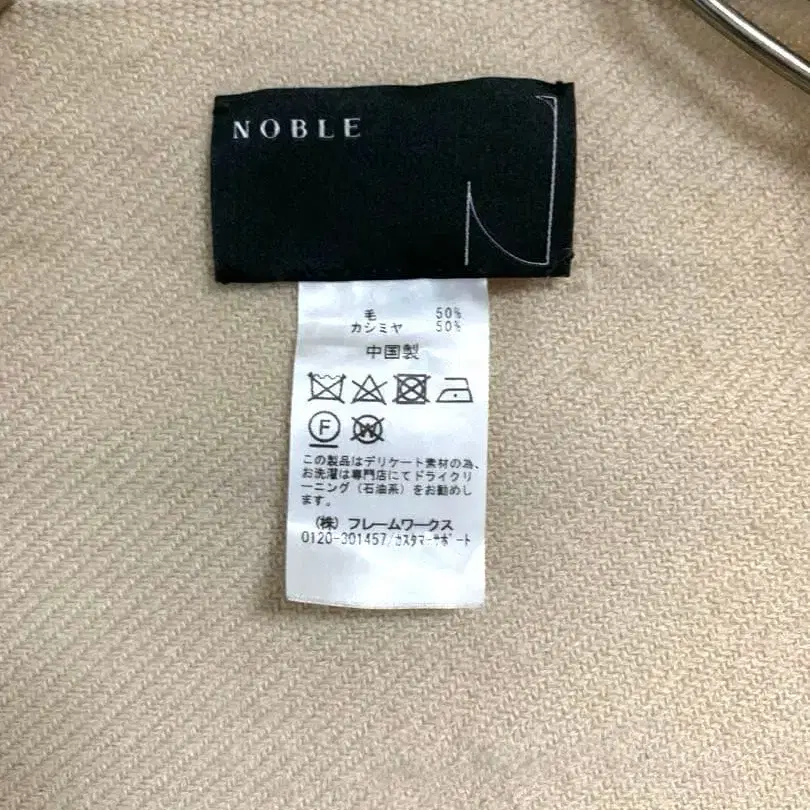 NOBLE
毛 50%
カシミヤ 50%
中国製
F
W
この製品はデリケート素材の為、
お洗濯は専門店にてドライクリ
ーニング(石油系)をお勧めし
ます。
(株)フレームワークス
0120-301457/カスタマーサポート